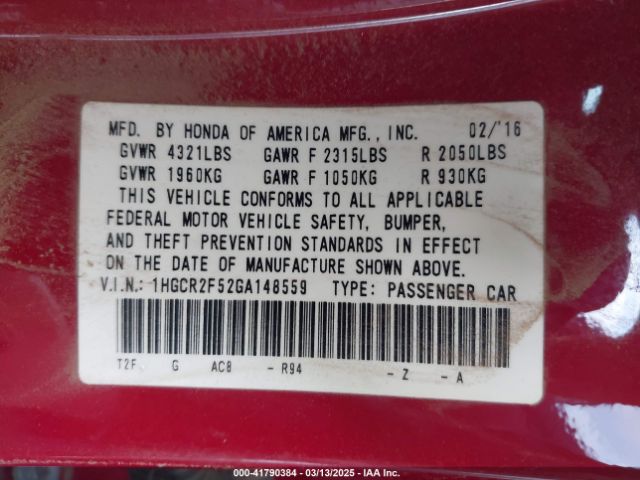 MFD. BY HONDA OF AMERICA MFG., INC. 02/'16
GVWR 4321LBS GAWR F 2315LBS R 2050LBS
GVWR 1960KG GAWR F 1050KG R 930KG
THIS VEHICLE CONFORMS TO ALL APPLICABLE
FEDERAL MOTOR VEHICLE SAFETY, BUMPER,
AND THEFT PREVENTION STANDARDS IN EFFECT
ON THE DATE OF MANUFACTURE SHOWN ABOVE.
V.I.N.: 1HGCR2F52GA148559 TYPE: PASSENGER CAR
T2F G AC8 - R94 - Z - A
© 41790384 - 03/13/2025 - IAA Inc.